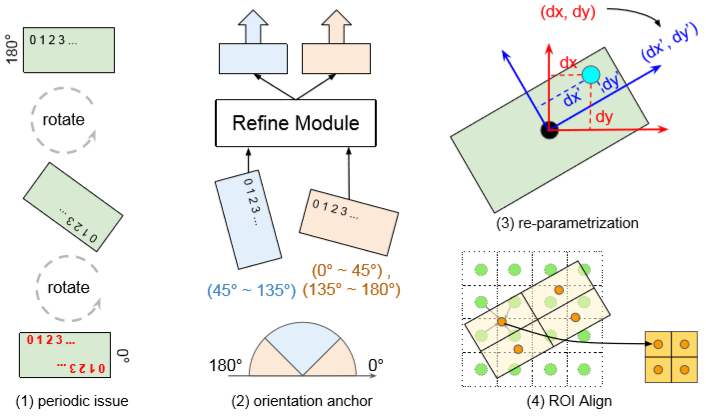 180°
0 1 2 3 ...
rotate
0 1 2 3 ...
rotate
0 1 2 3 ...
0 1 2 3 ...
0°
(1) periodic issue
Refine Module
0 1 2 3 ...
0 1 2 3 ...
(45° ~ 135°)
(0° ~ 45°) ,
(135° ~ 180°)
180°
0°
(2) orientation anchor
(dx, dy)
(dx', dy')
dx
dx'
dy'
dy
(3) re-parametrization
(4) ROI Align